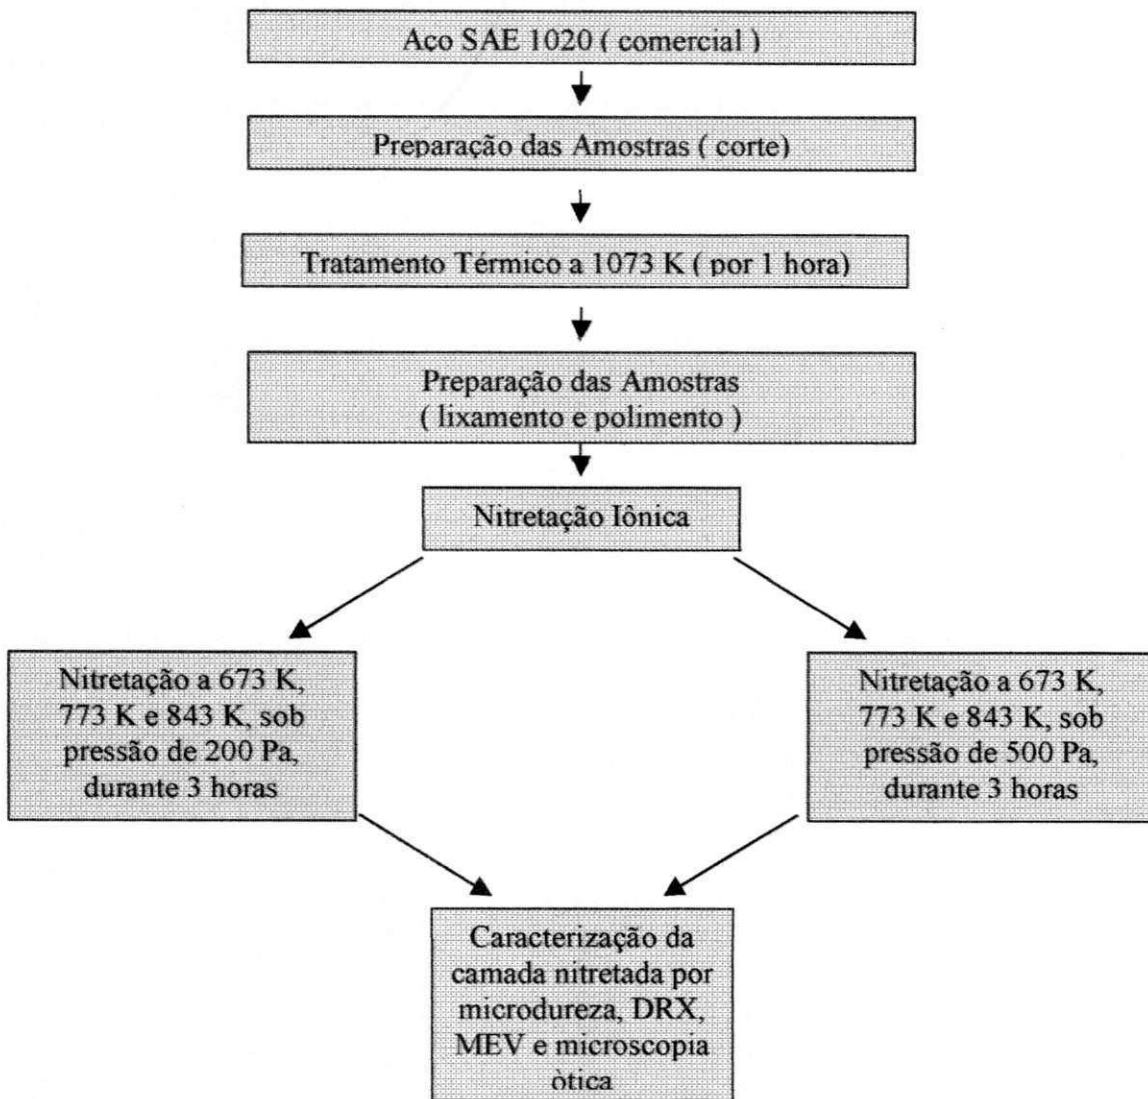 Aço SAE 1020 ( comercial )
Preparação das Amostras ( corte)
Tratamento Térmico a 1073 K ( por 1 hora)
Preparação das Amostras
( lixamento e polimento )
Nitretação Iônica
Nitretação a 673 K,
773 K e 843 K, sob
pressão de 200 Pa,
durante 3 horas
Nitretação a 673 K,
773 K e 843 K, sob
pressão de 500 Pa,
durante 3 horas
Caracterização da
camada nitretada por
microdureza, DRX,
MEV e microscopia
òtica